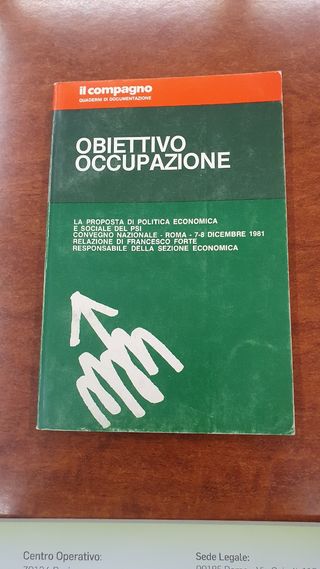 il compagno
QUADERNI DI DOCUMENTAZIONE
OBIETTIVO
OCCUPAZIONE
LA PROPOSTA DI POLITICA ECONOMICA
E SOCIALE DEL PSI
CONVEGNO NAZIONALE - ROMA - 7-8 DICEMBRE 1981
RELAZIONE DI FRANCESCO FORTE
RESPONSABILE DELLA SEZIONE ECONOMICA
Centro Operativo:
Sede Legale: